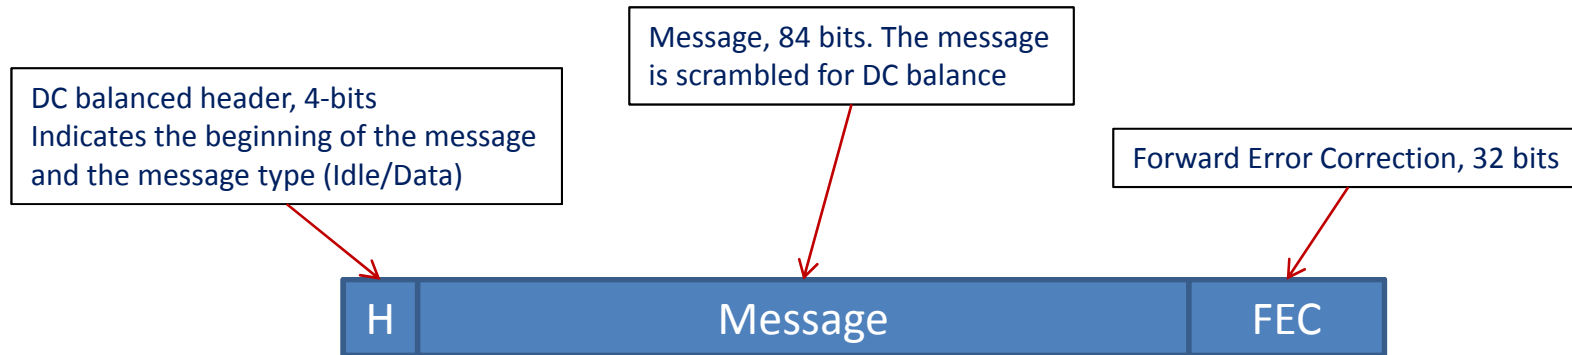 Message, 84 bits. The message
is scrambled for DC balance
DC balanced header, 4-bits
Indicates the beginning of the message
and the message type (Idle/Data)
Forward Error Correction, 32 bits
H
Message
FEC